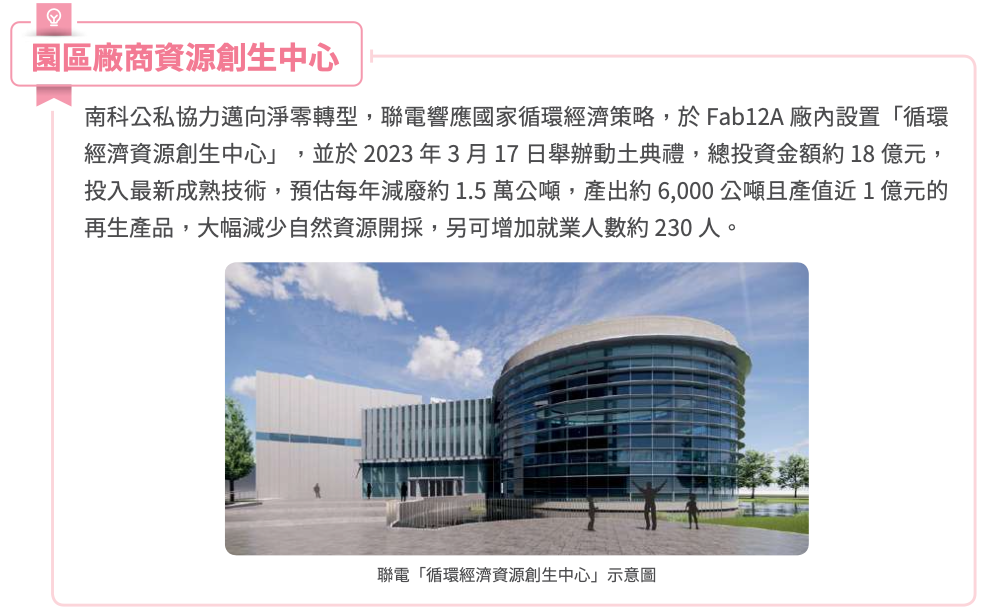 園區廠商資源創生中心
南科公私協力邁向淨零轉型，聯電響應國家循環經濟策略，於 Fab12A 廠內設置「循環
經濟資源創生中心」，並於 2023 年 3 月 17 日舉辦動土典禮，總投資金額約 18 億元，
投入最新成熟技術，預估每年減廢約 1.5 萬公噸，產出約 6,000 公噸且產值近 1 億元的
再生產品，大幅減少自然資源開採，另可增加就業人數約 230 人。
聯電「循環經濟資源創生中心」示意圖